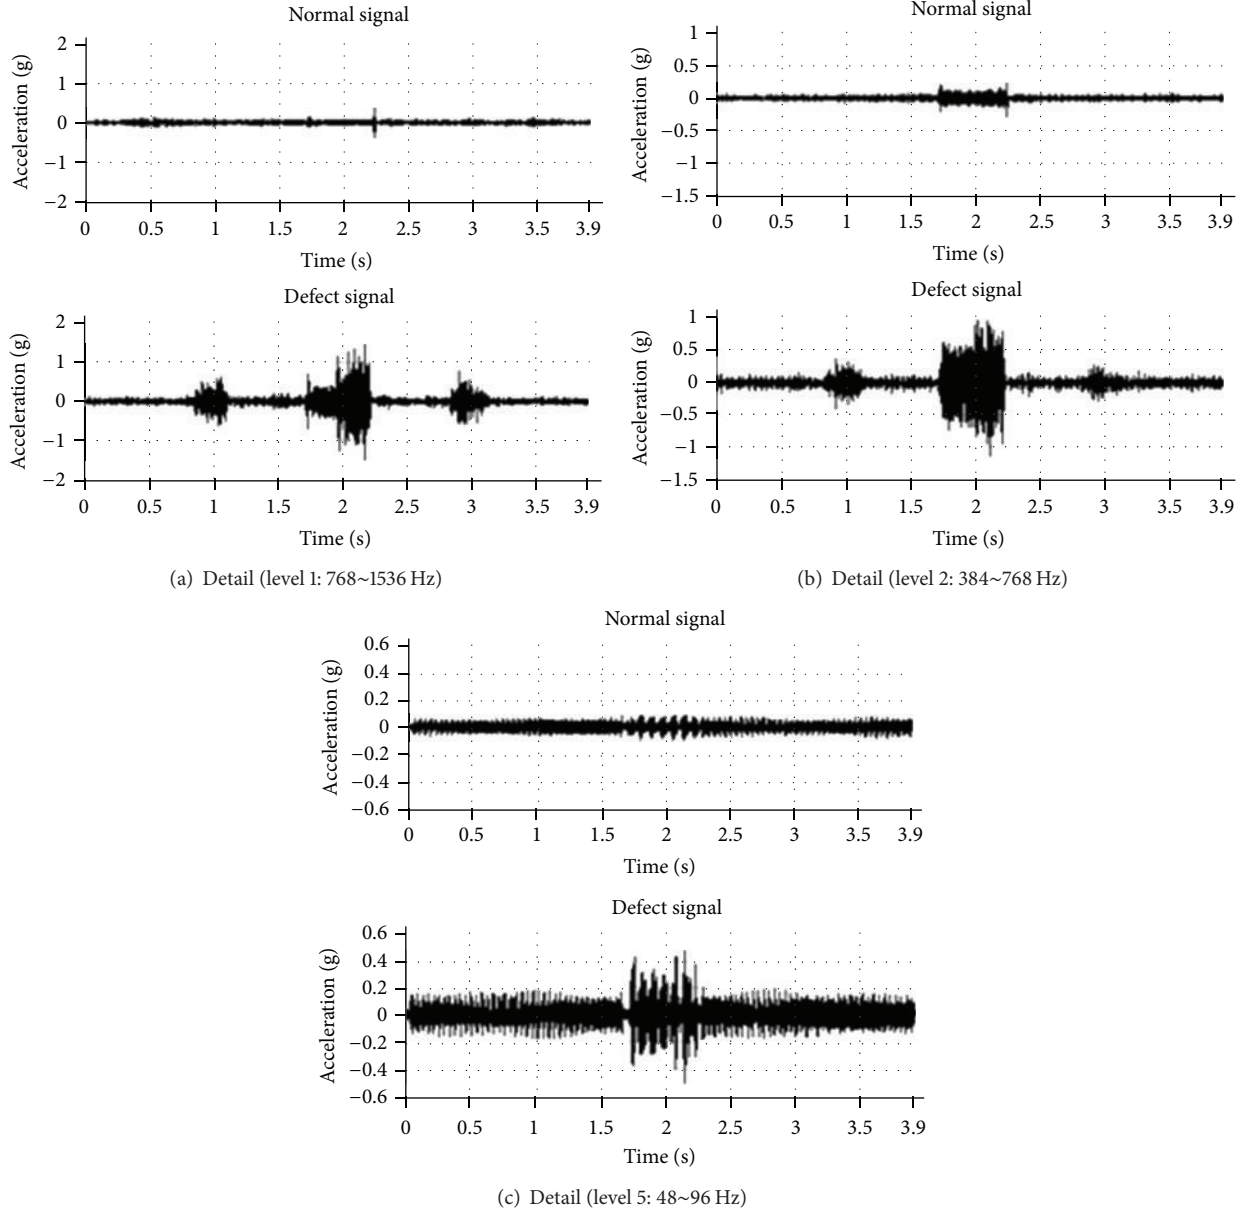 Normal signal
Acceleration (g)
2
1
0
−1
−2
0 0.5 1 1.5 2 2.5 3 3.5 3.9
Time (s)
Defect signal
Acceleration (g)
2
1
0
−1
−2
0 0.5 1 1.5 2 2.5 3 3.5 3.9
Time (s)
(a) Detail (level 1: 768~1536 Hz)
Normal signal
Acceleration (g)
1
0.5
0
−0.5
−1
−1.5
0 0.5 1 1.5 2 2.5 3 3.5 3.9
Time (s)
Defect signal
Acceleration (g)
1
0.5
0
−0.5
−1
−1.5
0 0.5 1 1.5 2 2.5 3 3.5 3.9
Time (s)
(b) Detail (level 2: 384~768 Hz)
Normal signal
Acceleration (g)
0.6
0.4
0.2
0
−0.2
−0.4
−0.6
0 0.5 1 1.5 2 2.5 3 3.5 3.9
Time (s)
Defect signal
Acceleration (g)
0.6
0.4
0.2
0
−0.2
−0.4
−0.6
0 0.5 1 1.5 2 2.5 3 3.5 3.9
Time (s)
(c) Detail (level 5: 48~96 Hz)